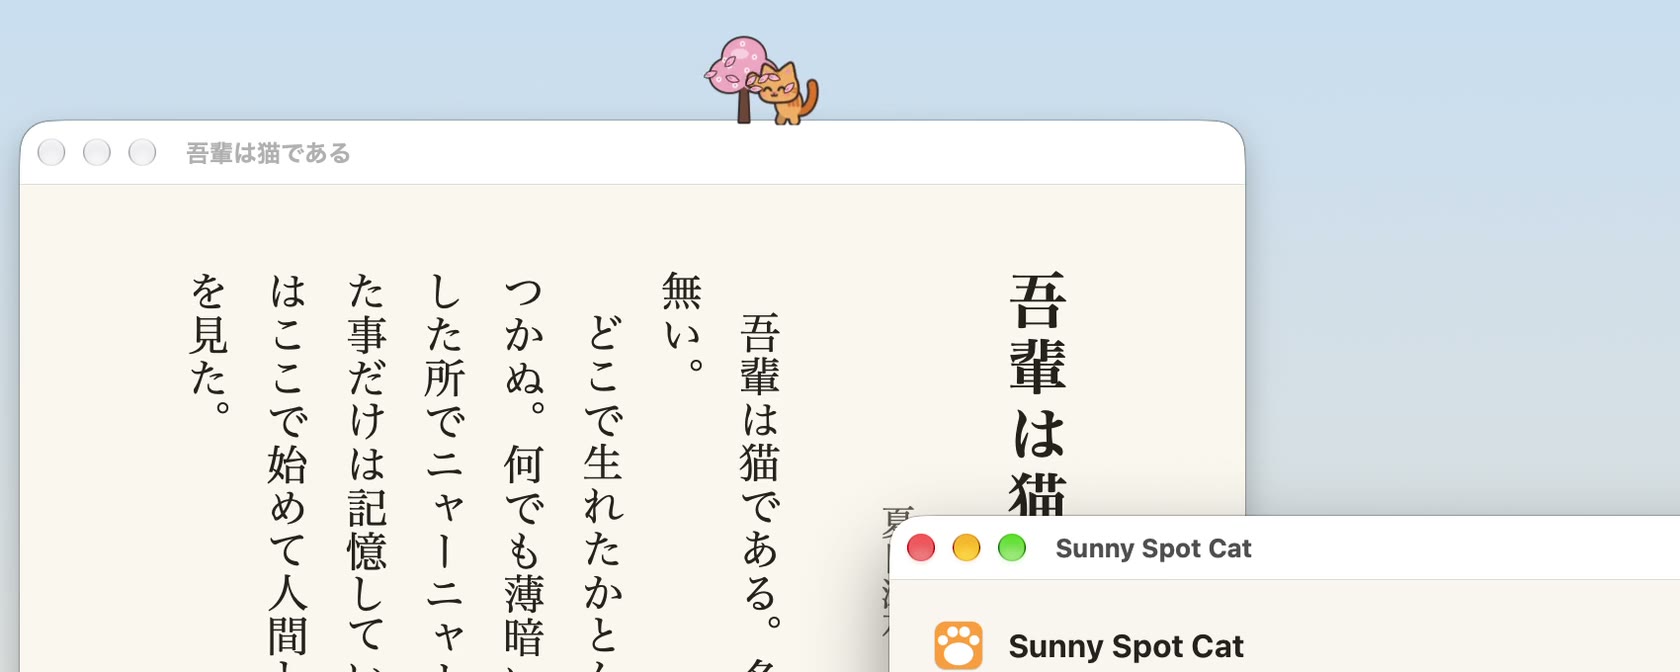 吾輩は猫である
吾輩は猫
夏
吾輩は猫である。
無い。
どこで生れたかと
つかぬ。何でも薄暗
した所でニャーニャ
た事だけは記憶して
はここで始めて人間
を見た。
Sunny Spot Cat
Sunny Spot Cat